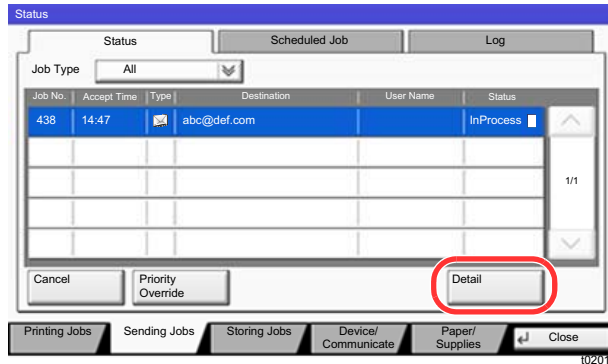 Status
Status Scheduled Job Log
Job Type All
Job No. Accept Time Type Destination User Name Status
438 14:47 abc@def.com InProcess
1/1
Cancel Priority Override Detail
Printing Jobs Sending Jobs Storing Jobs Device/ Communicate Paper/ Supplies Close
t0201